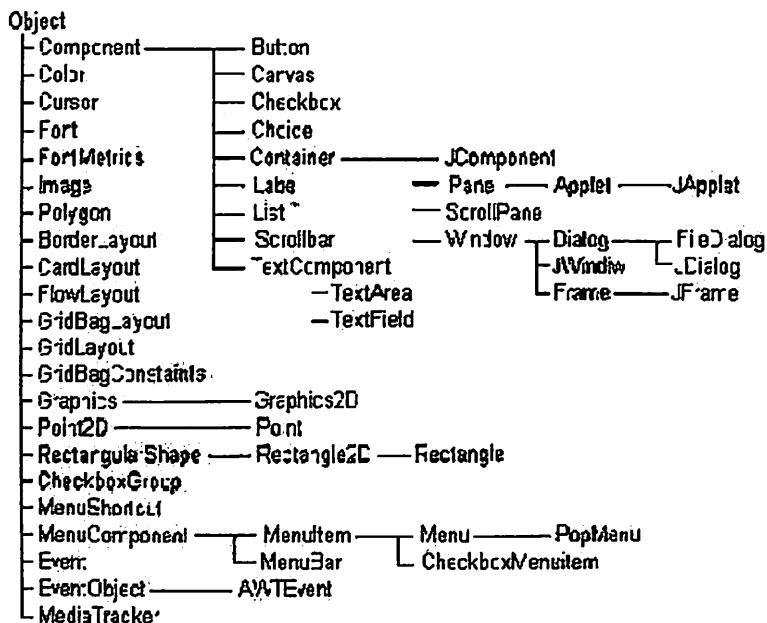 Object
Component Button
Color Canvas
Cursor Checkbox
Font Choice
FontMetrics Container JComponent
Image Label Panel Applet JApplet
Polygon List ScrollPane
BorderLayout Scrollbar Window Dialog FileDialog
CardLayout TextComponent JWindow JDialog
FlowLayout TextArea Frame JFrame
GridBagLayout TextField
GridLayout
GridBagConstaints
Graphics Graphics2D
Point2D Point
RectangularShape Rectangle2D Rectangle
CheckboxGroup
MenuShortcut
MenuComponent MenuItem Menu PopMenu
Event MenuBar CheckboxMenuitem
EventObject AWTEvent
MediaTracker